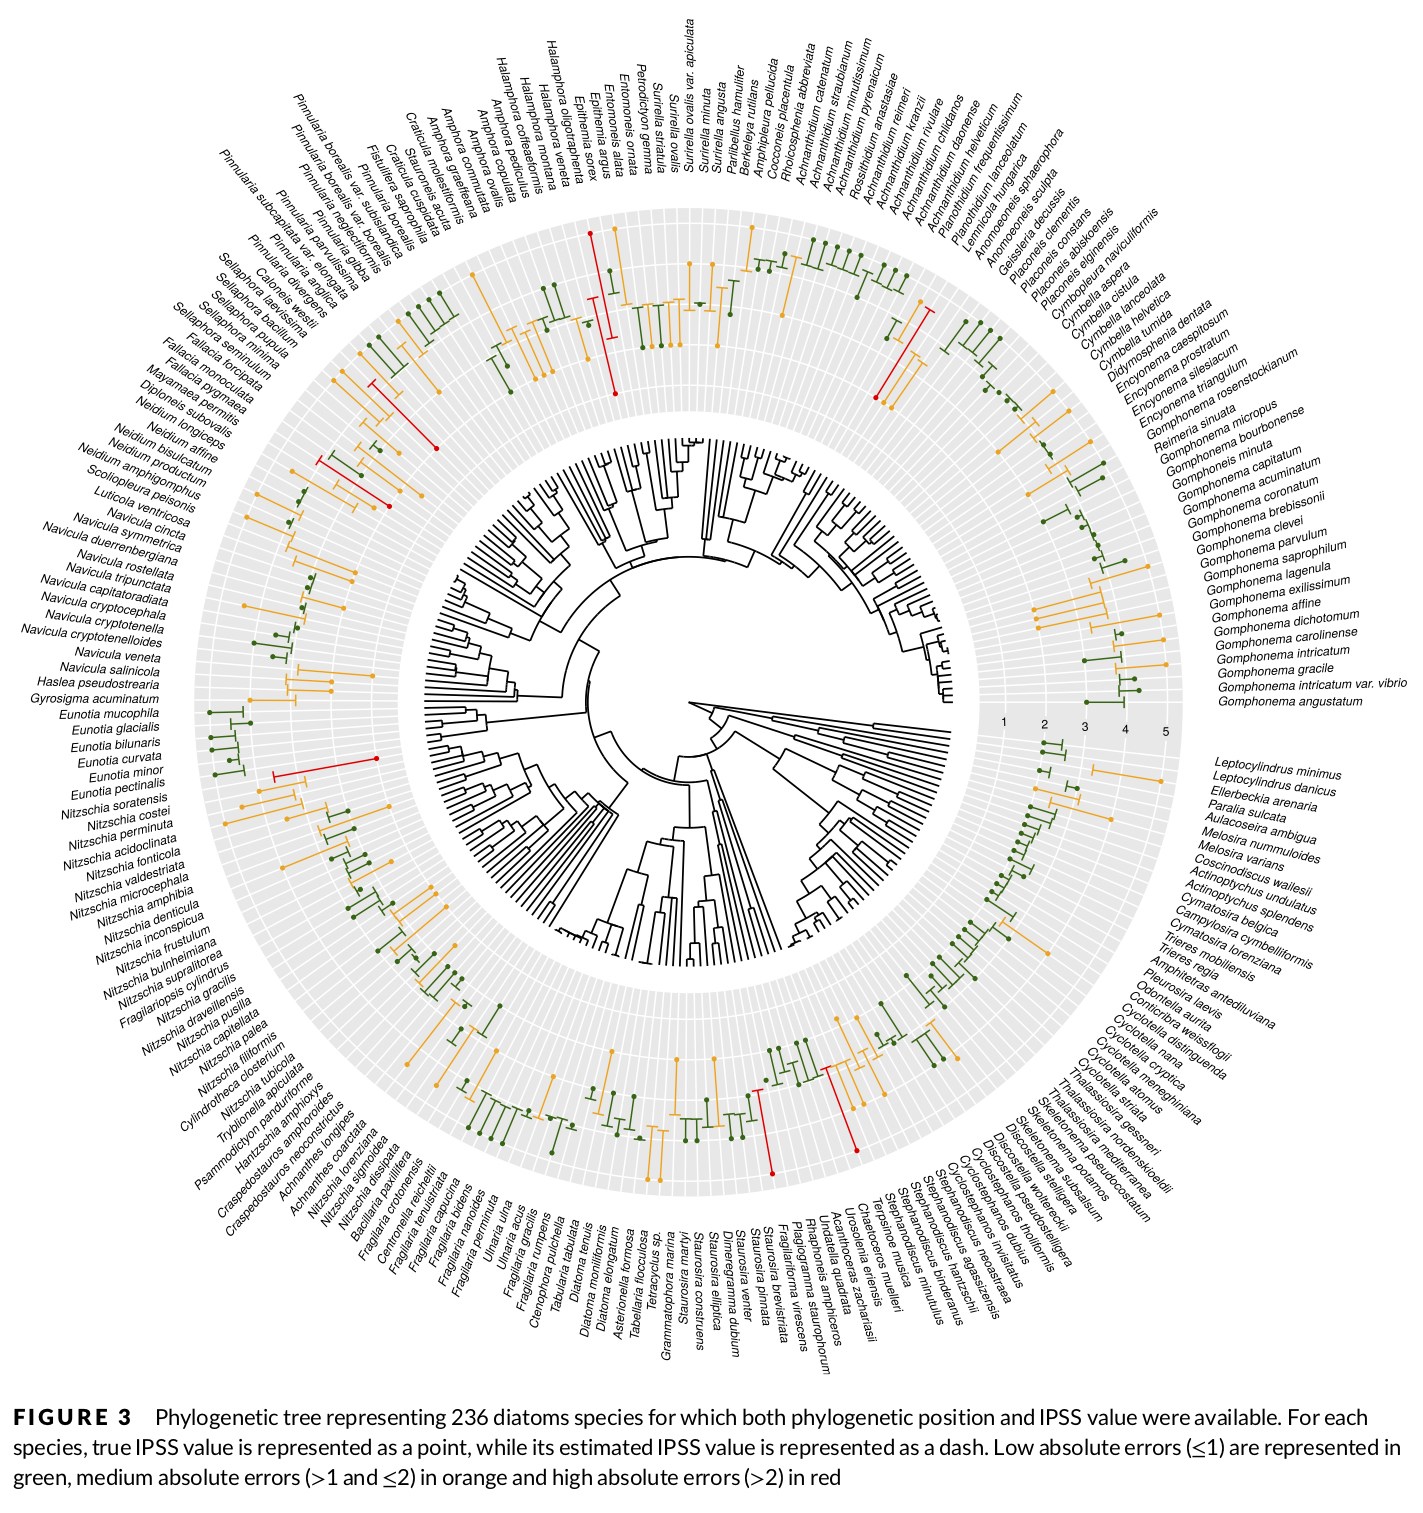 Surirella ovalis var. apiculata
Surirella minuta
Surirella angusta
Parlibellus hamulifer
Berkeleya rutilans
Amphipleura pellucida
Cocconeis placentula
Rhoicosphenia abbreviata
Achnanthidium catenatum
Achnanthidium straubianum
Achnanthidium minutissimum
Achnanthidium pyrenaicum
Rossithidium anastasiae
Achnanthidium reimeri
Achnanthidium kranzii
Achnanthidium rivulare
Achnanthidium chlidanos
Achnanthidium daonense
Achnanthidium helveticum
Planothidium frequentissimum
Planothidium lanceolatum
Lemnicola hungarica
Anomoeoneis sphaerophora
Anomoeoneis sculpta
Geissleria decussis
Placoneis clementis
Placoneis constans
Placoneis abiskoensis
Placoneis elginensis
Cymbopleura naviculiformis
Cymbella aspera
Cymbella cistula
Cymbella lanceolata
Cymbella helvetica
Cymbella tumida
Didymosphenia dentata
Encyonema caespitosum
Encyonema prostratum
Encyonema silesiacum
Encyonema triangulum
Gomphonema rosenstockianum
Reimeria sinuata
Gomphonema micropus
Gomphonema bourbonense
Gomphoneis minuta
Gomphonema capitatum
Gomphonema acuminatum
Gomphonema coronatum
Gomphonema brebissonii
Gomphonema clevei
Gomphonema parvulum
Gomphonema saprophilum
Gomphonema lagenula
Gomphonema exilissimum
Gomphonema affine
Gomphonema dichotomum
Gomphonema carolinense
Gomphonema intricatum
Gomphonema gracile
Gomphonema intricatum var. vibrio
Gomphonema angustatum
1 2 3 4 5
Leptocylindrus minimus
Leptocylindrus danicus
Ellerbeckia arenaria
Paralia sulcata
Aulacoseira ambigua
Melosira nummuloides
Melosira varians
Coscinodiscus wailesii
Actinoptychus undulatus
Actinoptychus splendens
Cymatosira belgica
Campylosira cymbelliformis
Cymatosira lorenziana
Trieres mobiliensis
Trieres regia
Amphitetras antediluviana
Pleurosira laevis
Odontella aurita
Conticribra weissflogii
Cyclotella distinguenda
Cyclotella nana
Cyclotella cryptica
Cyclotella meneghiniana
Cyclotella atomus
Cyclotella striata
Thalassiosira gessneri
Thalassiosira nordenskioeldii
Thalassiosira mediterranea
Skeletonema pseudocostatum
Skeletonema potamos
Skeletonema subsalsum
Discostella stelligera
Discostella woltereckii
Discostella pseudostelligera
Cyclostephanos tholiformis
Cyclostephanos dubius
Cyclostephanos invisitatus
Stephanodiscus neoastraea
Stephanodiscus agassizensis
Stephanodiscus hantzschii
Stephanodiscus binderanus
Stephanodiscus minutulus
Terpsinoe musica
Chaetoceros muelleri
Urosolenia eriensis
Acanthoceras zachariasii
Undatella quadrata
Rhaphoneis amphiceros
Plagiogramma staurophorum
Fragilariforma virescens
Staurosira brevistriata
Staurosira pinnata
Staurosira venter
Dimeregramma dubium
Staurosira elliptica
Staurosira construens
Staurosira martyi
Grammatophora marina
Tetracyclus sp.
Tabellaria flocculosa
Asterionella formosa
Diatoma elongatum
Diatoma moniliformis
Diatoma tenuis
Tabularia tabulata
Ctenophora pulchella
Fragilaria rumpens
Fragilaria gracilis
Ulnaria acus
Ulnaria ulna
Fragilaria perminuta
Fragilaria nanoides
Fragilaria bidens
Fragilaria capucina
Fragilaria tenuistriata
Centronella reicheltii
Fragilaria crotonensis
Bacillaria paxillifera
Nitzschia dissipata
Nitzschia sigmoidea
Nitzschia lorenziana
Achnanthes coarctata
Achnanthes longipes
Craspedostauros neoconstrictus
Craspedostauros amphoroides
Hantzschia amphioxys
Psammodictyon panduriforme
Tryblionella apiculata
Nitzschia tubicola
Cylindrotheca closterium
Nitzschia filiformis
Nitzschia palea
Nitzschia capitellata
Nitzschia pusilla
Nitzschia draveillensis
Nitzschia gracilis
Fragilariopsis cylindrus
Nitzschia supralitorea
Nitzschia bulnheimiana
Nitzschia frustulum
Nitzschia inconspicua
Nitzschia denticula
Nitzschia amphibia
Nitzschia microcephala
Nitzschia valdestriata
Nitzschia fonticola
Nitzschia acidoclinata
Nitzschia perminuta
Nitzschia costei
Nitzschia soratensis
Eunotia pectinalis
Eunotia minor
Eunotia curvata
Eunotia bilunaris
Eunotia glacialis
Eunotia mucophila
Gyrosigma acuminatum
Haslea pseudostrearia
Navicula salinicola
Navicula veneta
Navicula cryptotenelloides
Navicula cryptotenella
Navicula cryptocephala
Navicula capitatoradiata
Navicula tripunctata
Navicula rostellata
Navicula duerrenbergiana
Navicula symmetrica
Navicula cincta
Luticola ventricosa
Scoliopleura peisonis
Neidium amphigomphus
Neidium productum
Neidium bisulcatum
Neidium affine
Neidium longiceps
Diploneis subovalis
Mayamaea permitis
Fallacia pygmaea
Fallacia monoculata
Fallacia forcipata
Sellaphora seminulum
Sellaphora minima
Sellaphora pupula
Sellaphora bacillum
Sellaphora laevissima
Caloneis westii
Pinnularia divergens
Pinnularia anglica
Pinnularia subcapitata var. elongata
Pinnularia parvulissima
Pinnularia gibba
Pinnularia neglectiformis
Pinnularia borealis var. borealis
Pinnularia borealis var. subislandica
Pinnularia borealis
Fistulifera saprophila
Craticula cuspidata
Stauroneis acuta
Craticula molestiformis
Amphora graeffeana
Amphora commutata
Amphora ovalis
Amphora copulata
Amphora pediculus
Halamphora coffeaeformis
Halamphora montana
Halamphora veneta
Halamphora oligotraphenta
Epithemia sorex
Epithemia argus
Entomoneis alata
Entomoneis ornata
Petrodictyon gemma
Surirella striatula
Surirella ovalis
FIGURE 3 Phylogenetic tree representing 236 diatoms species for which both phylogenetic position and IPSS value were available. For each
species, true IPSS value is represented as a point, while its estimated IPSS value is represented as a dash. Low absolute errors (≤1) are represented in
green, medium absolute errors (>1 and ≤2) in orange and high absolute errors (>2) in red